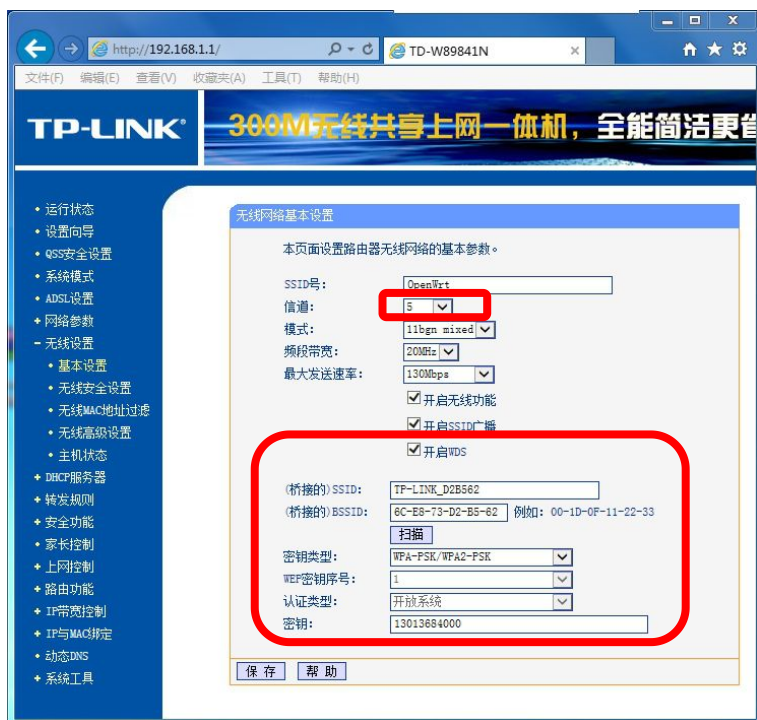 http://192.168.1.1/
TD-W89841N
文件(F) 编辑(E) 查看(V) 收藏夹(A) 工具(T) 帮助(H)
TP-LINK®
300M无线共享上网一体机，全能简洁更省
运行状态
设置向导
QSS安全设置
系统模式
ADSL设置
网络参数
无线设置
基本设置
无线安全设置
无线MAC地址过滤
无线高级设置
主机状态
DHCP服务器
转发规则
安全功能
家长控制
上网控制
路由功能
IP带宽控制
IP与MAC绑定
动态DNS
系统工具
无线网络基本设置
本页面设置路由器无线网络的基本参数。
SSID号： OpenWrt
信道： 5
模式： 11bgn mixed
频段带宽： 20MHz
最大发送速率： 130Mbps
开启无线功能
开启SSID广播
开启WDS
(桥接的)SSID： TP-LINK_D2B562
(桥接的)BSSID： 6C-E8-73-D2-B5-62 例如：00-1D-0F-11-22-33
扫描
密钥类型： WPA-PSK/WPA2-PSK
WEP密钥序号： 1
认证类型： 开放系统
密钥： 13013684000
保存 帮助